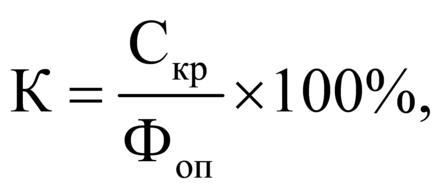 К = Скр / Фоп × 100%,